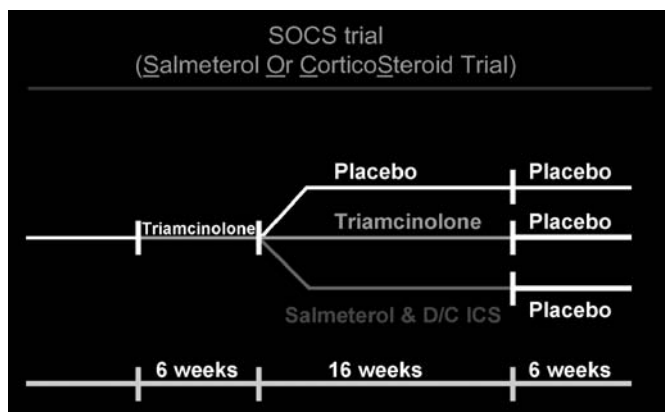 SOCS trial
(Salmeterol Or CorticoSteroid Trial)
Placebo Placebo
Triamcinolone Triamcinolone Placebo
Salmeterol & D/C ICS Placebo
6 weeks 16 weeks 6 weeks